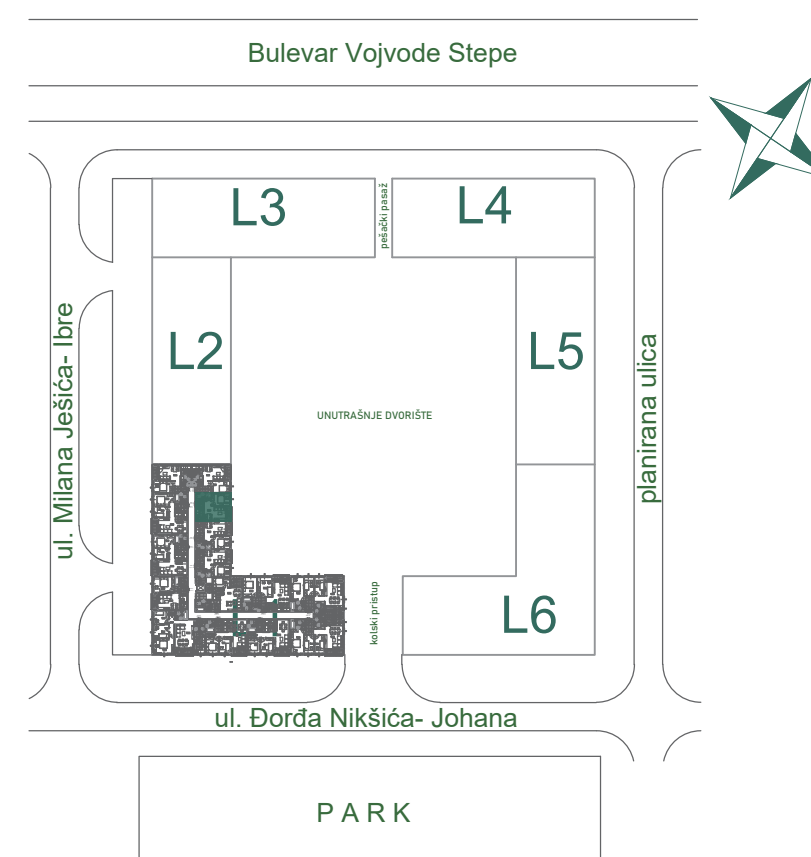 Bulevar Vojvode Stepe
L3
pešački pasaž
L4
L2
L5
ul. Milana Ješića- Ibre
UNUTRAŠNJE DVORIŠTE
planirana ulica
kolski pristup
L6
ul. Đorđa Nikšića- Johana
PARK